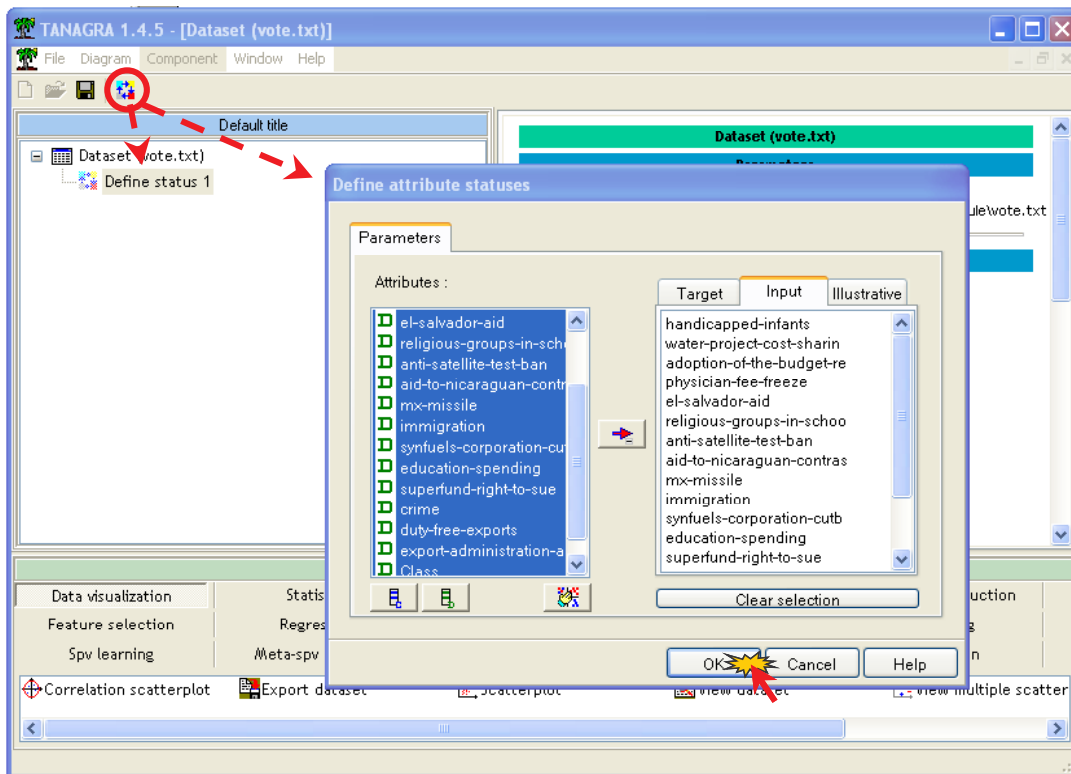 TANAGRA 1.4.5 - [Dataset (vote.txt)]
File Diagram Component Window Help
Default title
Dataset (vote.txt)
Define status 1
Dataset (vote.txt)
vote.txt
Define attribute statuses
Parameters
Attributes :
el-salvador-aid
religious-groups-in-scho
anti-satellite-test-ban
aid-to-nicaraguan-contr
mx-missile
immigration
synfuels-corporation-cu
education-spending
superfund-right-to-sue
crime
duty-free-exports
export-administration-a
Class
Target Input Illustrative
handicapped-infants
water-project-cost-sharin
adoption-of-the-budget-re
physician-fee-freeze
el-salvador-aid
religious-groups-in-schoo
anti-satellite-test-ban
aid-to-nicaraguan-contras
mx-missile
immigration
synfuels-corporation-cutb
education-spending
superfund-right-to-sue
Clear selection
OK Cancel Help
Data visualization Statis uction
Feature selection Regres
Spv learning Meta-spv n
Correlation scatterplot Export dataset Scatterplot View dataset View multiple scatter